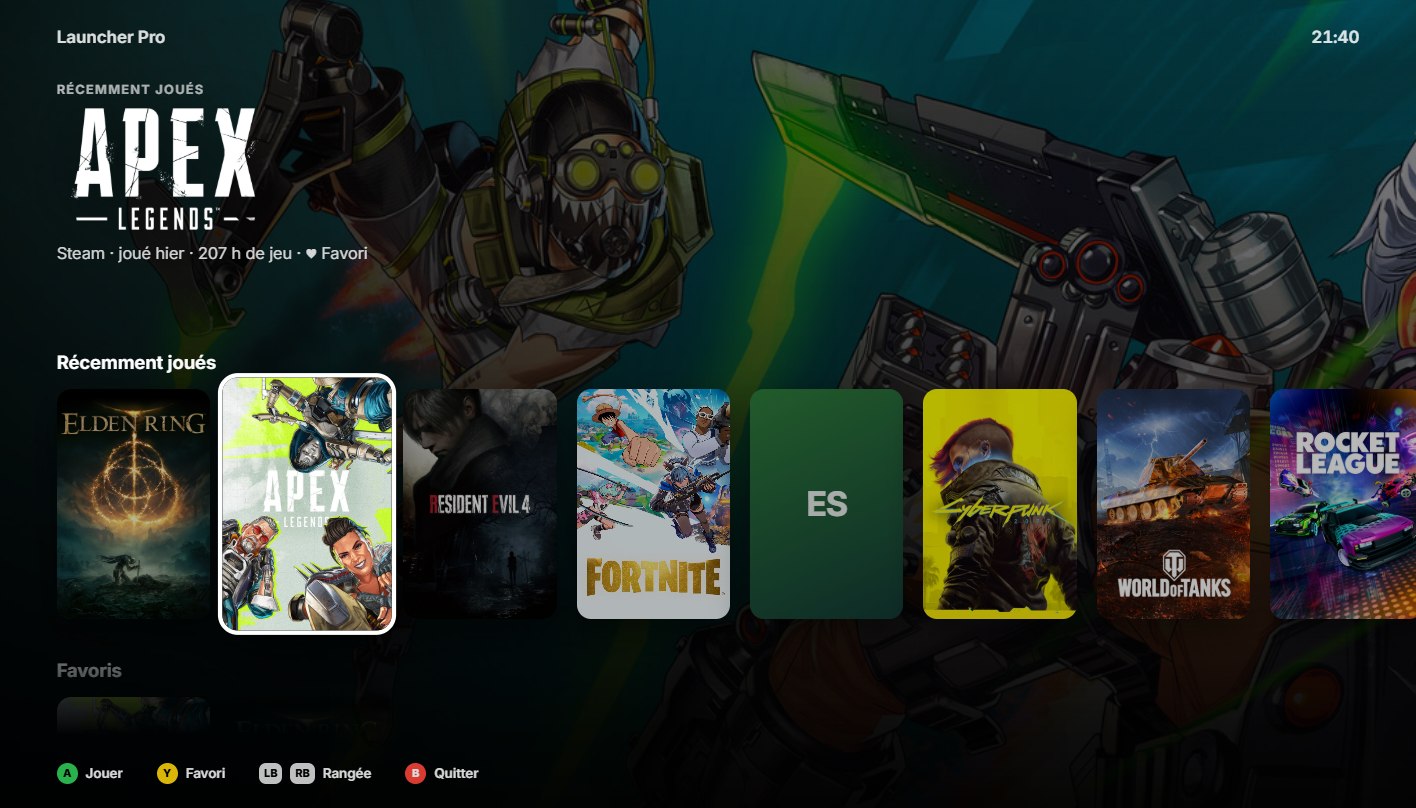 Launcher Pro
21:40
RÉCEMMENT JOUÉS
APEX
LEGENDS
Steam · joué hier · 207 h de jeu · ♥ Favori
Récemment joués
ELDEN RING
APEX
LEGENDS
RESIDENT EVIL 4
FORTNITE
ES
CYBERPUNK
WORLD OF TANKS
ROCKET
LEAGUE
Favoris
A Jouer
Y Favori
LB RB Rangée
B Quitter